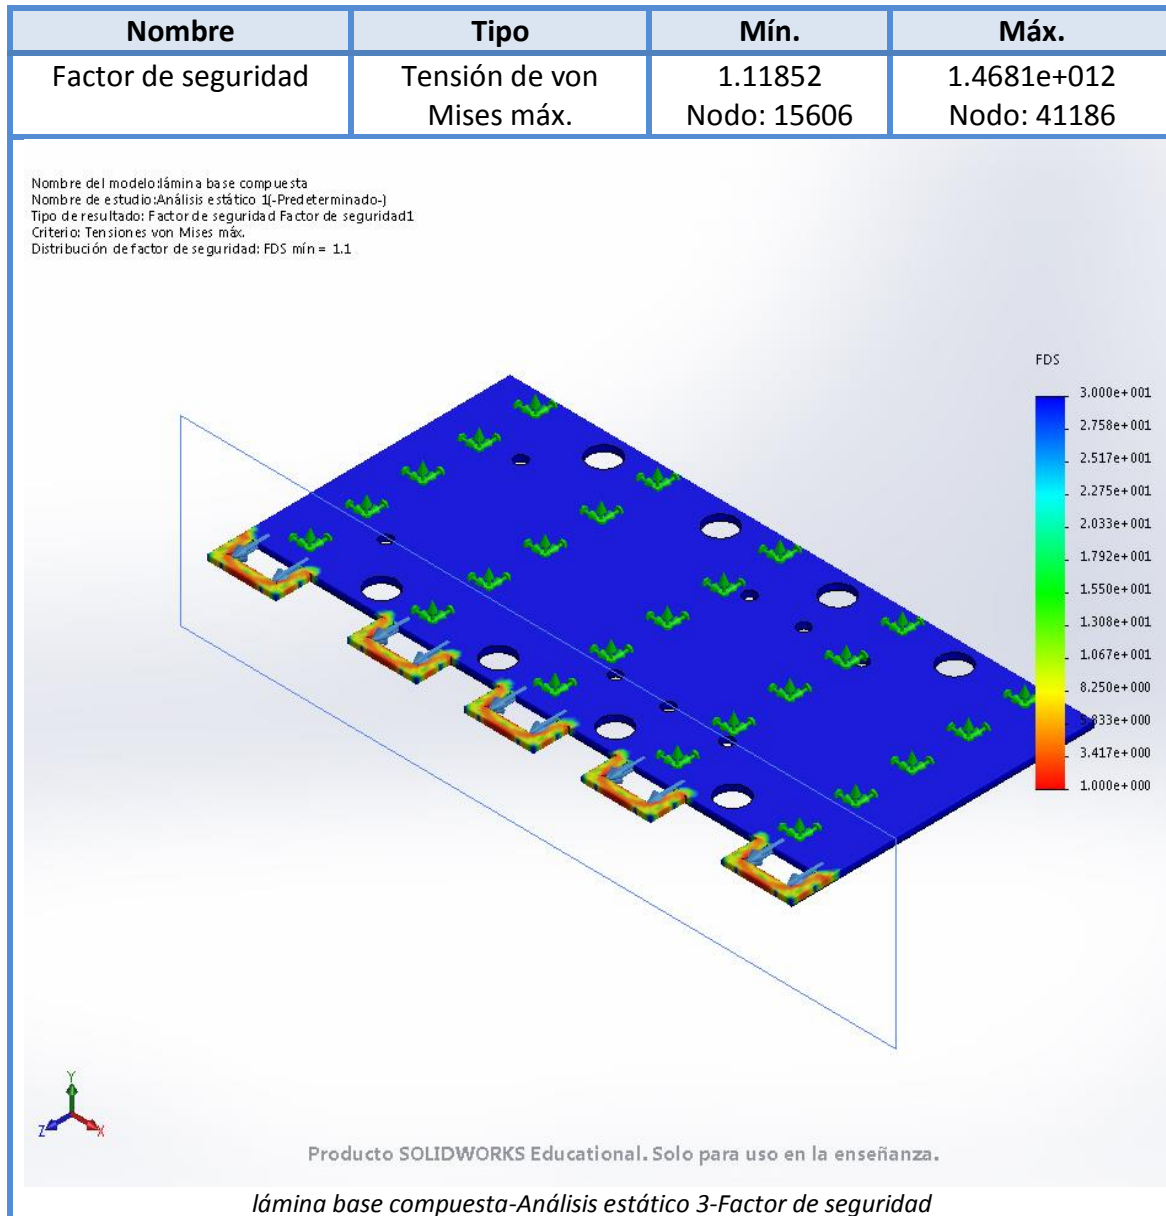 Nombre Tipo Mín. Máx.
Factor de seguridad Tensión de von 1.11852 1.4681e+012
Mises máx. Nodo: 15606 Nodo: 41186
Nombre del modelo:lámina base compuesta
Nombre de estudio:Análisis estático 1(-Predeterminado-)
Tipo de resultado: Factor de seguridad Factor de seguridad1
Criterio: Tensiones von Mises máx.
Distribución de factor de seguridad: FDS mín = 1.1
FDS
3.000e+001
2.758e+001
2.517e+001
2.275e+001
2.033e+001
1.792e+001
1.550e+001
1.308e+001
1.067e+001
8.250e+000
5.833e+000
3.417e+000
1.000e+000
Y
Z X
Producto SOLIDWORKS Educational. Solo para uso en la enseñanza.
lámina base compuesta-Análisis estático 3-Factor de seguridad